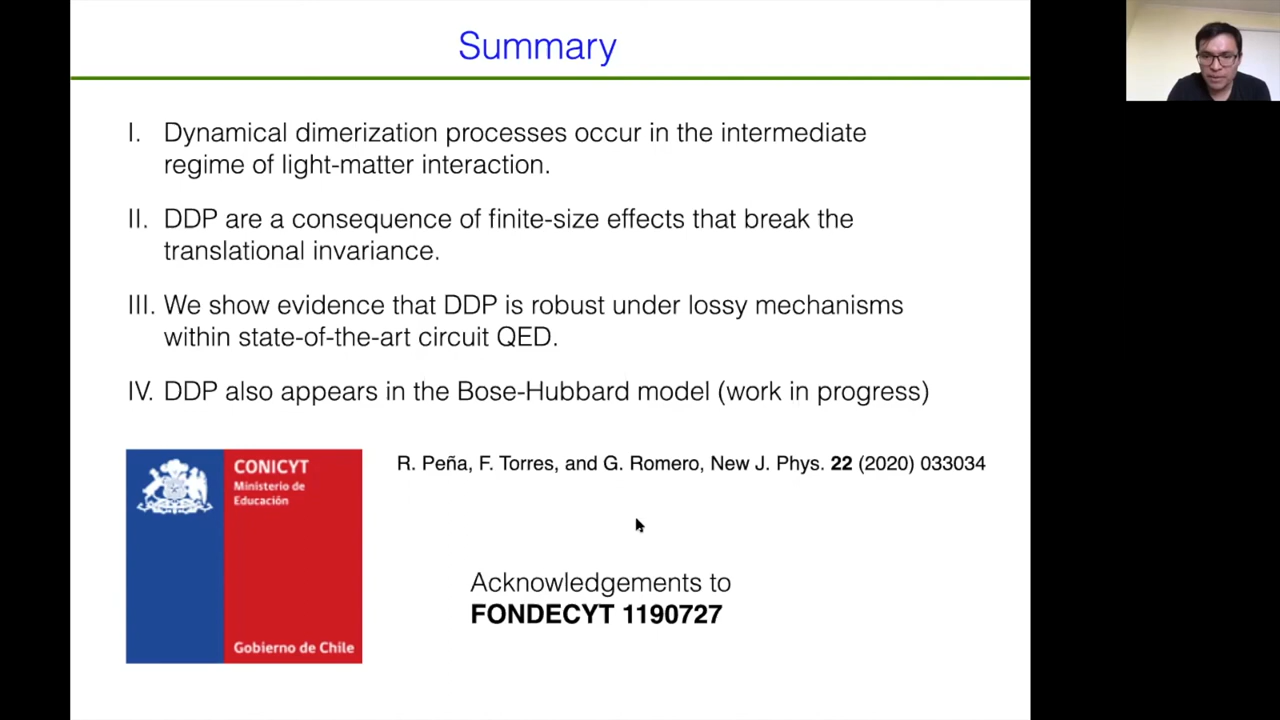 Summary
I. Dynamical dimerization processes occur in the intermediate
regime of light-matter interaction.
II. DDP are a consequence of finite-size effects that break the
translational invariance.
III. We show evidence that DDP is robust under lossy mechanisms
within state-of-the-art circuit QED.
IV. DDP also appears in the Bose-Hubbard model (work in progress)
CONICYT
Ministerio de
Educación
Gobierno de Chile
R. Peña, F. Torres, and G. Romero, New J. Phys. 22 (2020) 033034
Acknowledgements to
FONDECYT 1190727